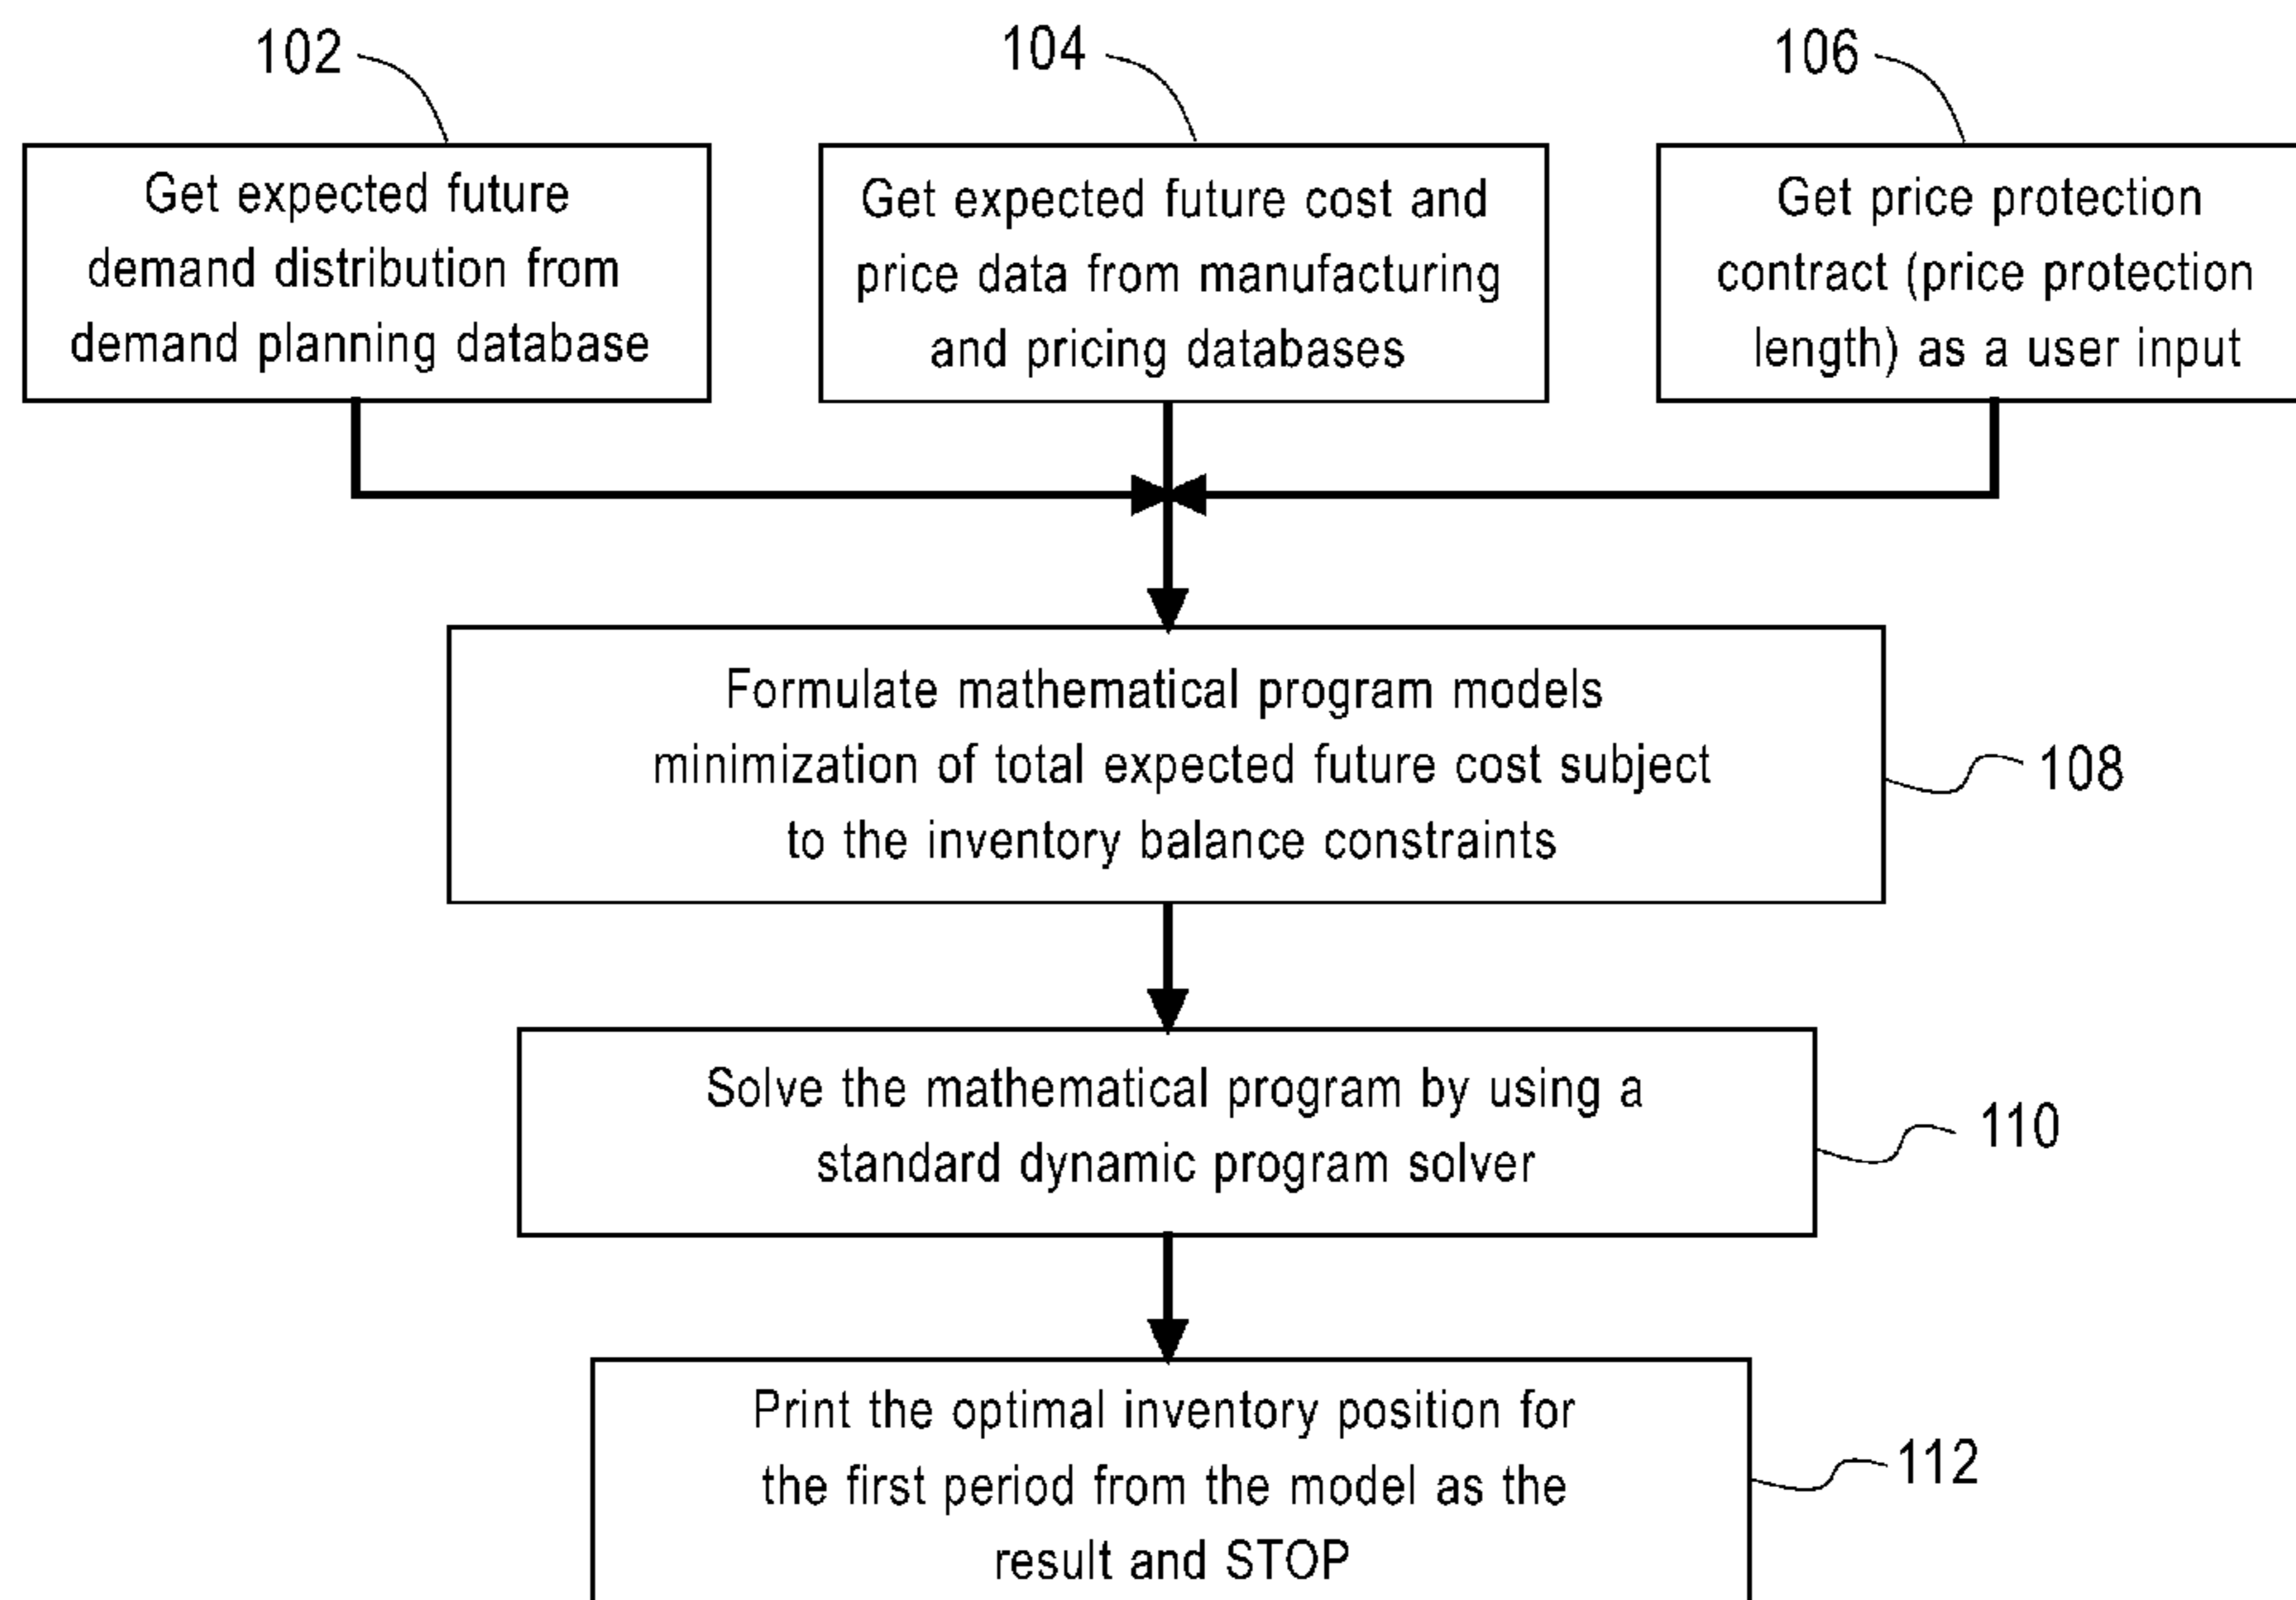 102
104
106
Get expected future
demand distribution from
demand planning database
Get expected future cost and
price data from manufacturing
and pricing databases
Get price protection
contract (price protection
length) as a user input
Formulate mathematical program models
minimization of total expected future cost subject
to the inventory balance constraints
108
Solve the mathematical program by using a
standard dynamic program solver
110
Print the optimal inventory position for
the first period from the model as the
result and STOP
112